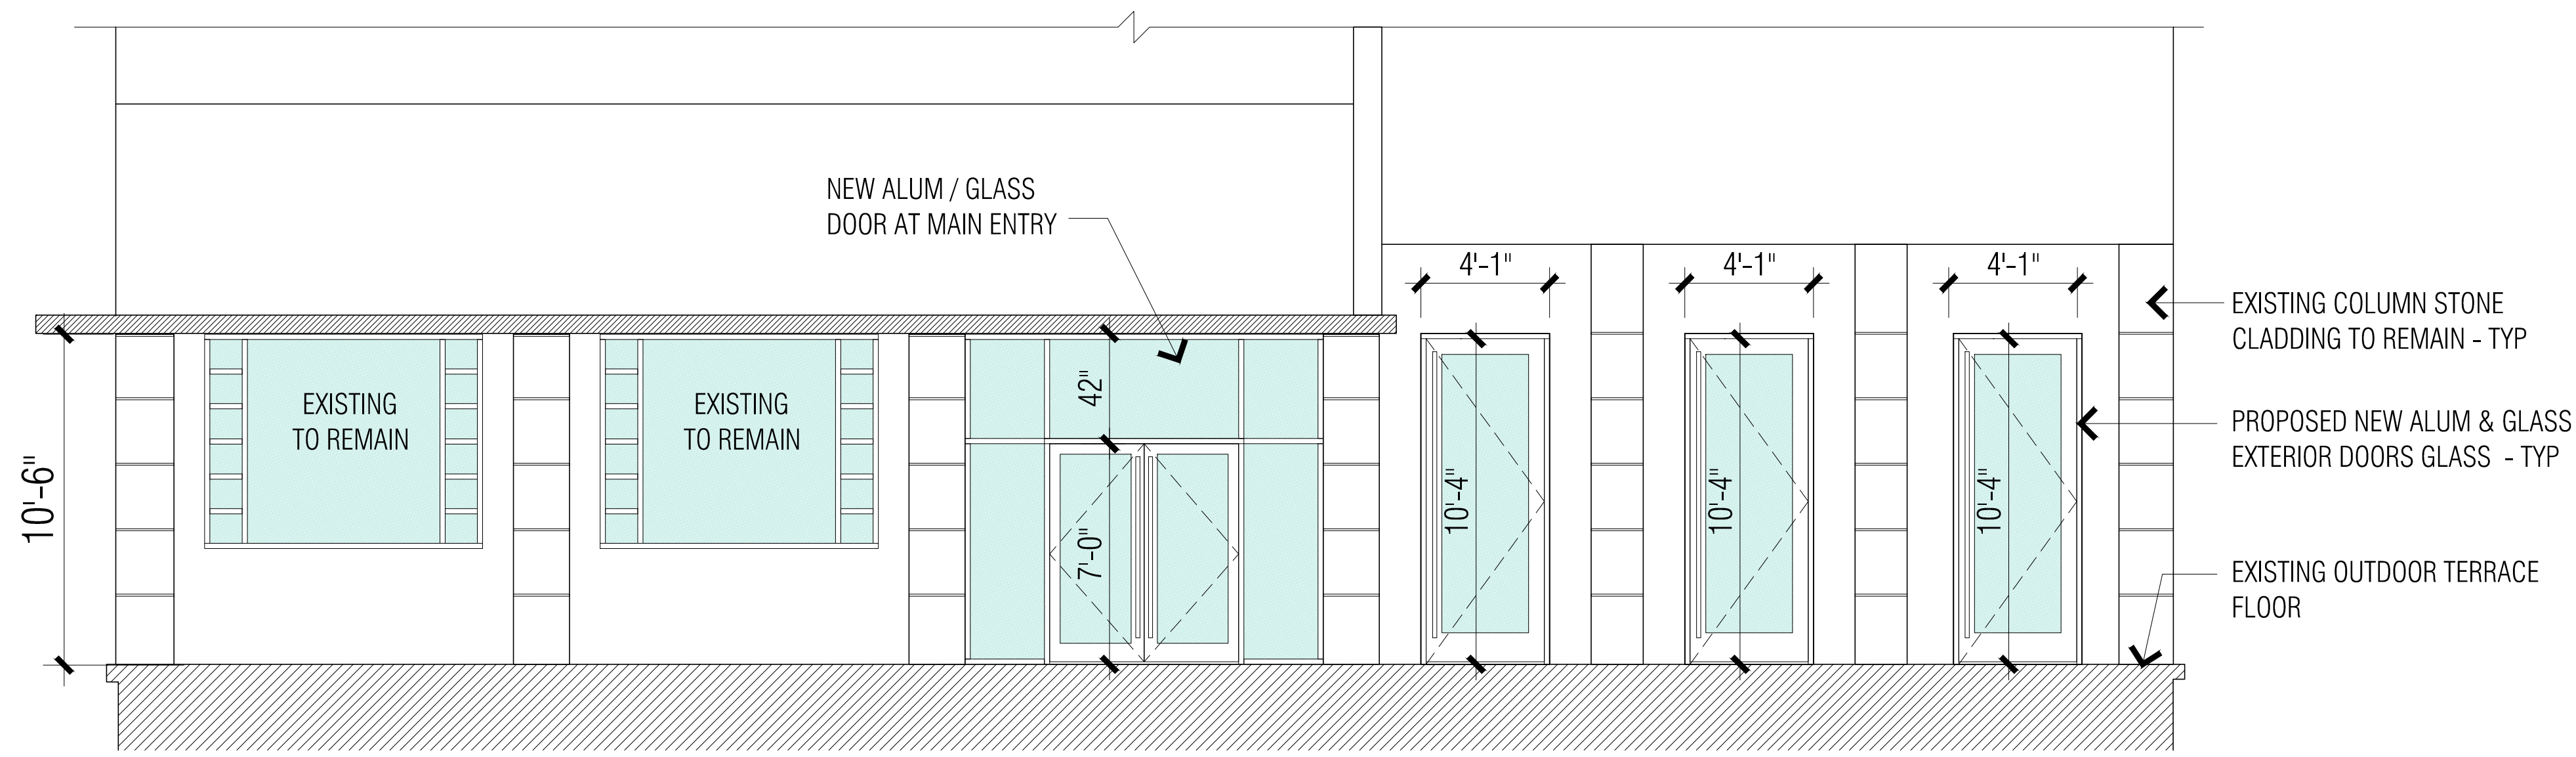 NEW ALUM / GLASS
DOOR AT MAIN ENTRY
4'-1"
4'-1"
4'-1"
EXISTING COLUMN STONE
CLADDING TO REMAIN - TYP
EXISTING
TO REMAIN
EXISTING
TO REMAIN
42"
PROPOSED NEW ALUM & GLASS
EXTERIOR DOORS GLASS - TYP
10'-6"
7'-0"
10'-4"
10'-4"
10'-4"
EXISTING OUTDOOR TERRACE
FLOOR